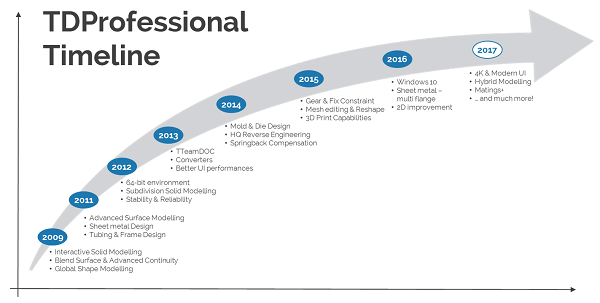 TDProfessional
Timeline
2017
• 4K & Modern UI
• Hybrid Modelling
• Matings+
• ... and much more!
2016
• Windows 10
• Sheet metal –
multi flange
• 2D improvement
2015
• Gear & Fix Constraint
• Mesh editing & Reshape
• 3D Print Capabilities
2014
• Mold & Die Design
• HQ Reverse Engineering
• Springback Compensation
2013
• TTeamDOC
• Converters
• Better UI performances
2012
• 64-bit environment
• Subdivision Solid Modelling
• Stability & Reliability
2011
• Advanced Surface Modelling
• Sheet metal Design
• Tubing & Frame Design
2009
• Interactive Solid Modelling
• Blend Surface & Advanced Continuity
• Global Shape Modelling